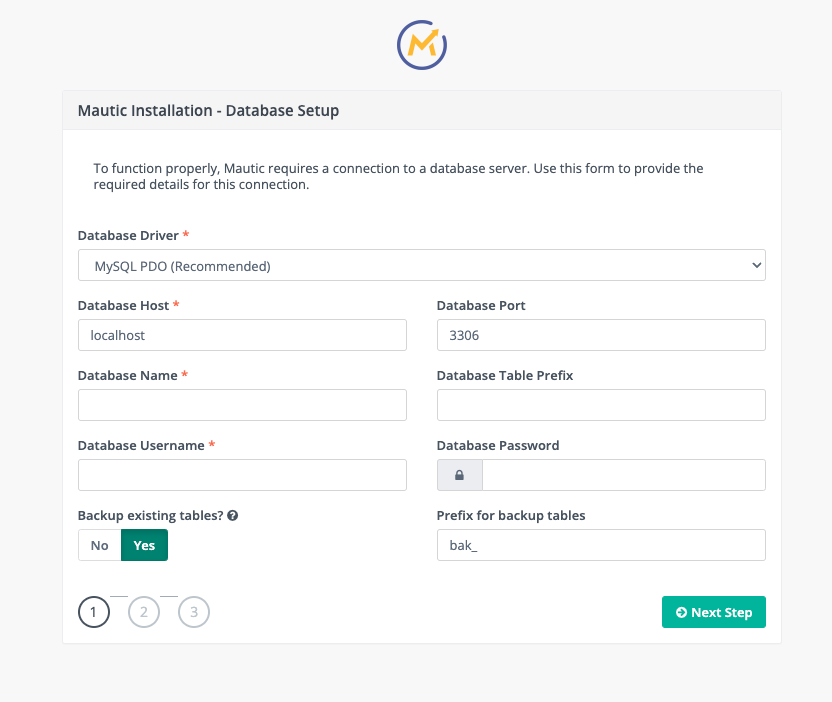 Mautic Installation - Database Setup
To function properly, Mautic requires a connection to a database server. Use this form to provide the
required details for this connection.
Database Driver *
MySQL PDO (Recommended)
Database Host *
Database Port
localhost
3306
Database Name *
Database Table Prefix
Database Username *
Database Password
Backup existing tables?
Prefix for backup tables
No Yes
bak_
1 2 3
Next Step